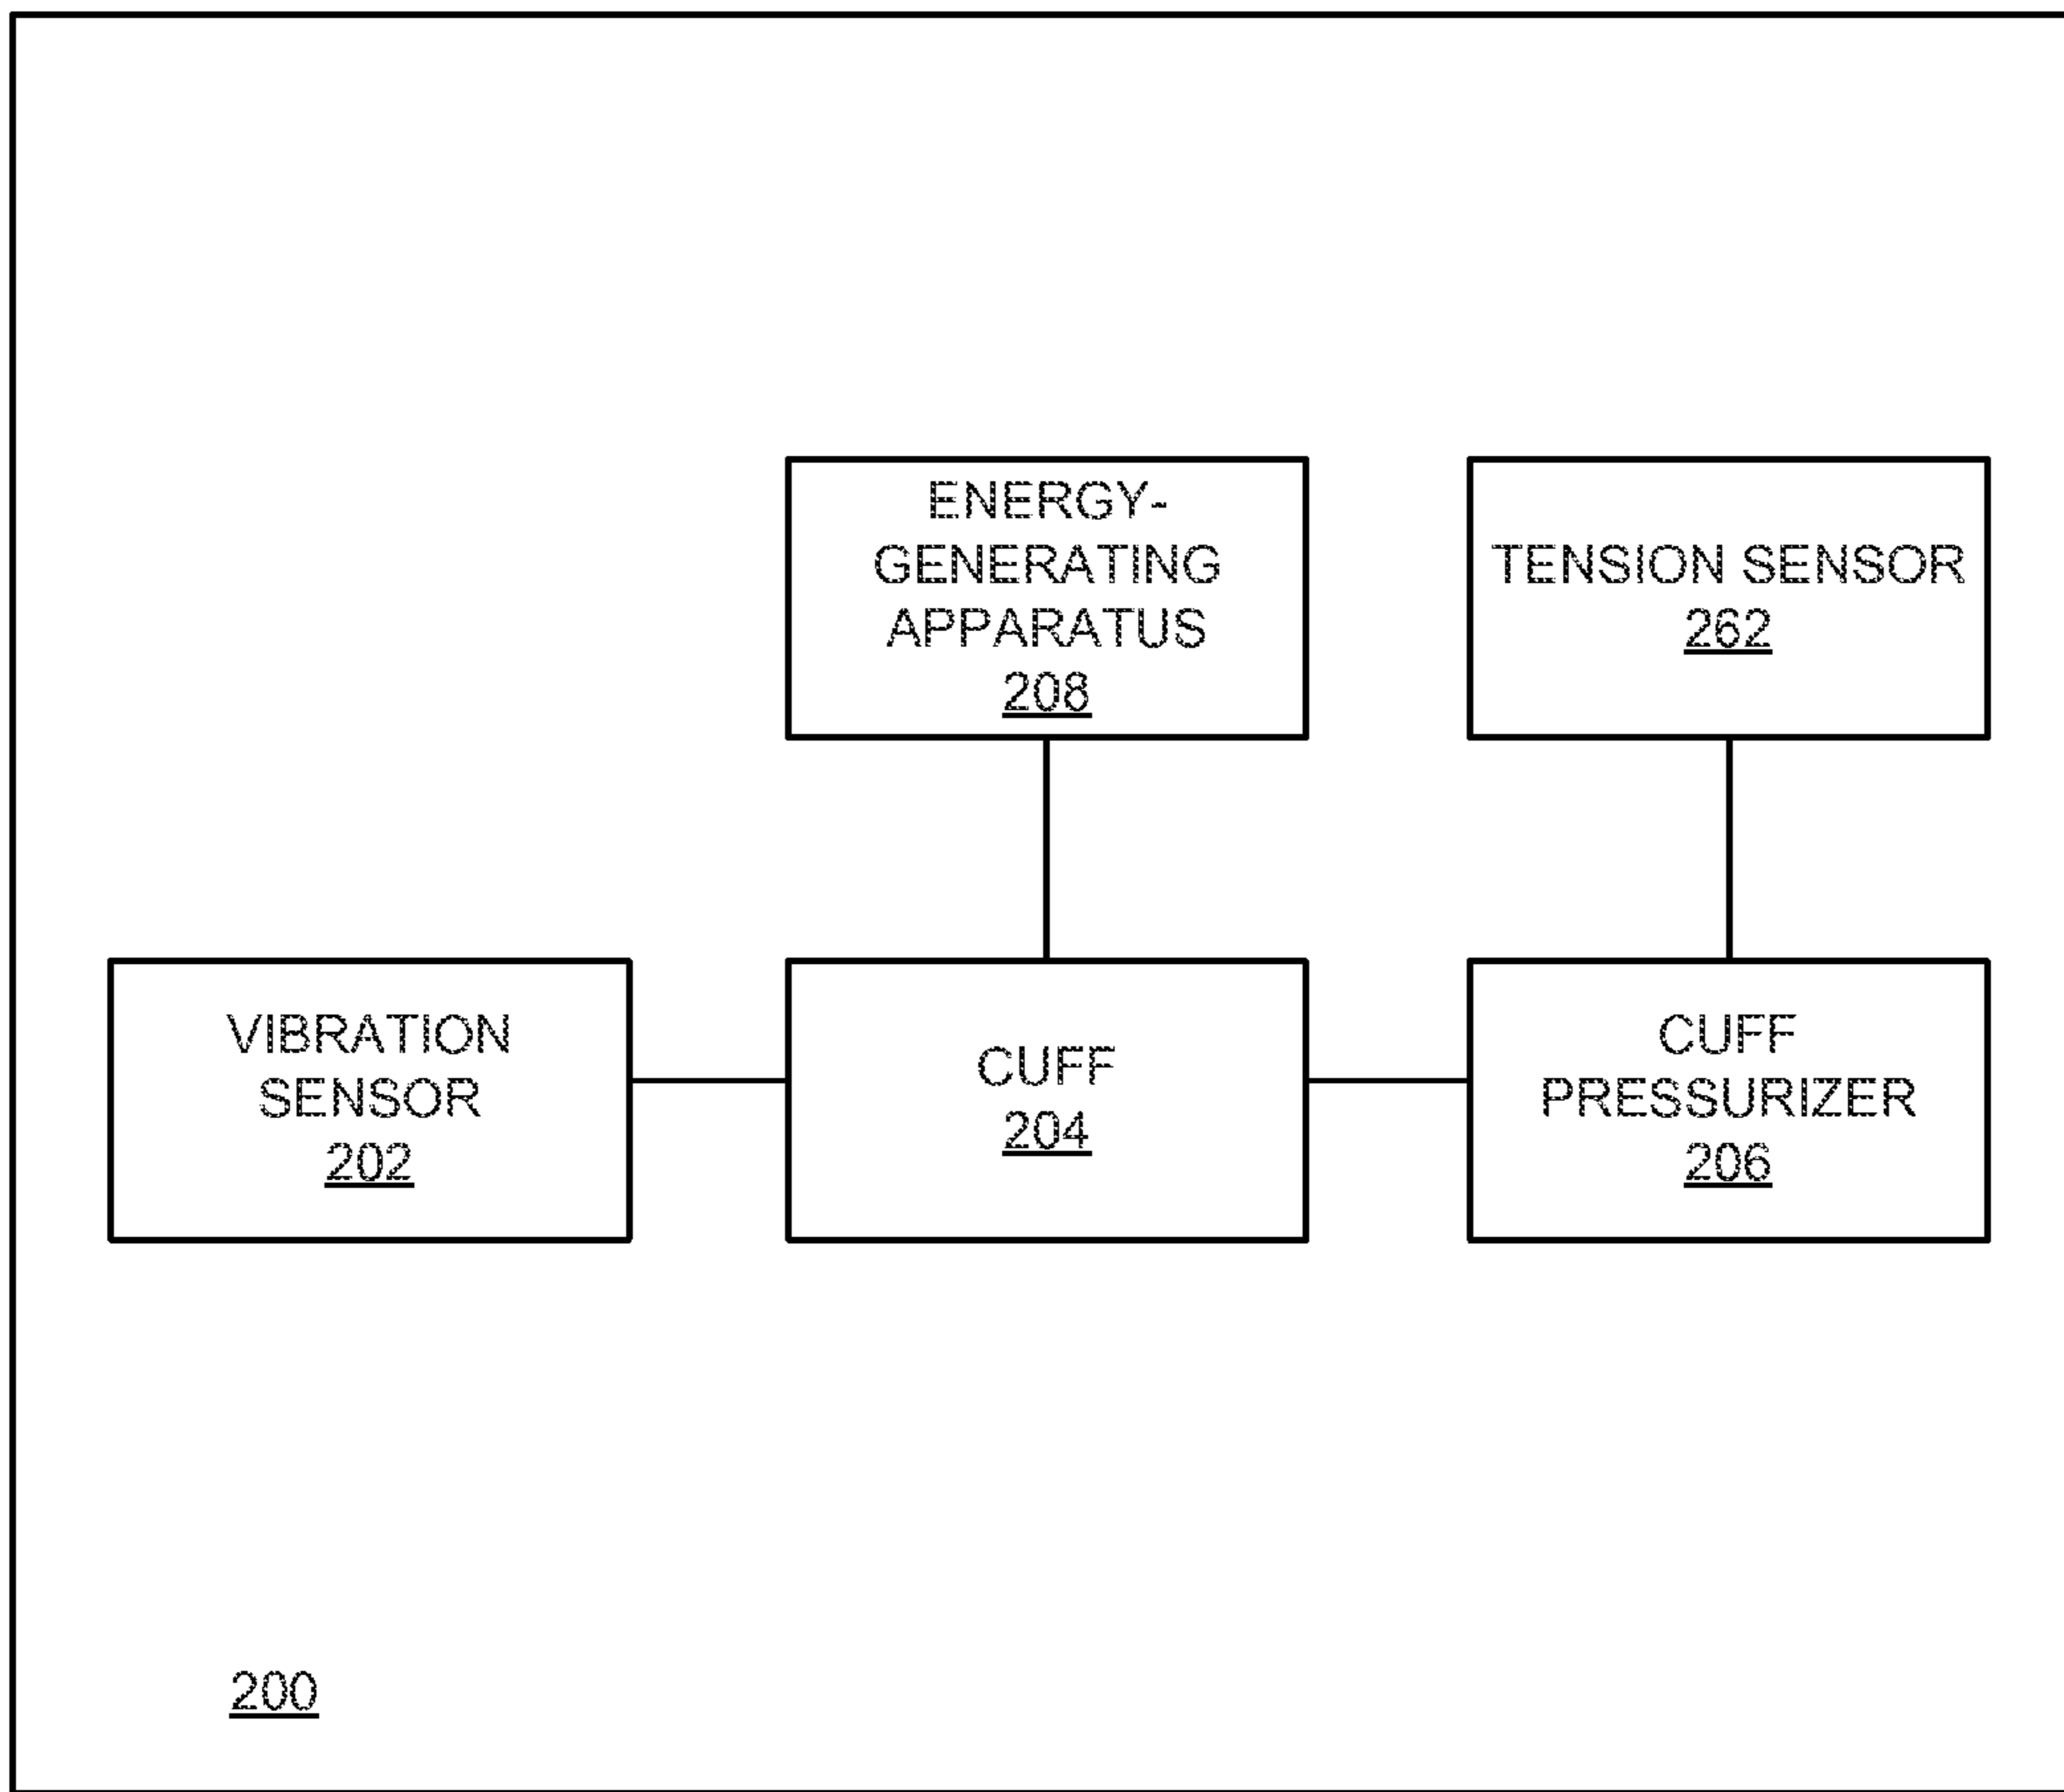 ENERGY-
GENERATING
APPARATUS
208
TENSION SENSOR
262
VIBRATION
SENSOR
202
CUFF
204
CUFF
PRESSURIZER
206
200